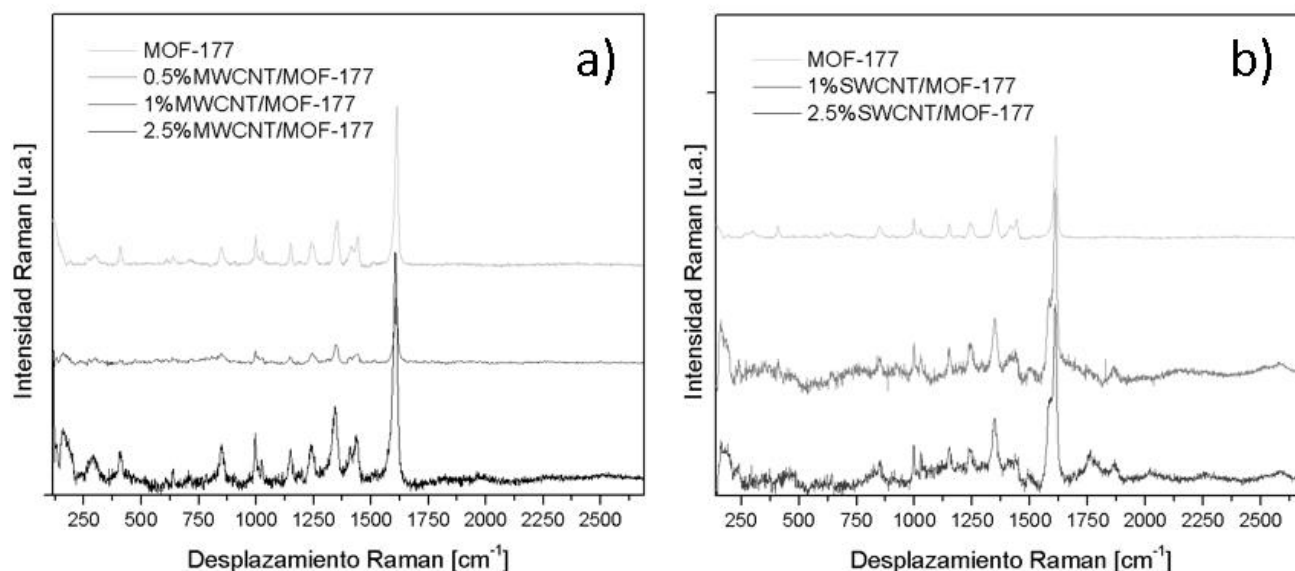 a)
MOF-177
0.5%MWCNT/MOF-177
1%MWCNT/MOF-177
2.5%MWCNT/MOF-177
Intensidad Raman [u.a.]
250 500 750 1000 1250 1500 1750 2000 2250 2500
Desplazamiento Raman [cm⁻¹]
b)
MOF-177
1%SWCNT/MOF-177
2.5%SWCNT/MOF-177
Intensidad Raman [u.a.]
250 500 750 1000 1250 1500 1750 2000 2250 2500
Desplazamiento Raman [cm⁻¹]